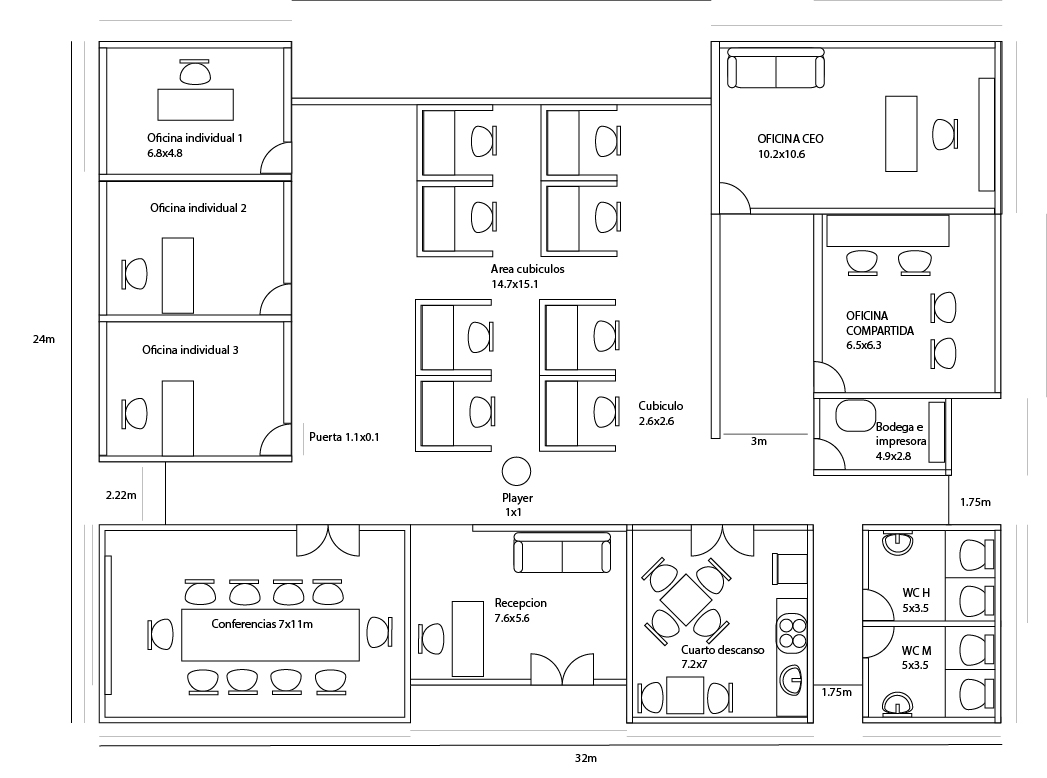 Oficina individual 1
6.8x4.8
OFICINA CEO
10.2x10.6
Oficina individual 2
Area cubiculos
14.7x15.1
OFICINA
COMPARTIDA
6.5x6.3
24m
Oficina individual 3
Cubiculo
2.6x2.6
Puerta 1.1x0.1
3m
Bodega e
impresora
4.9x2.8
2.22m
Player
1x1
1.75m
Recepcion
7.6x5.6
WC H
5x3.5
Conferencias 7x11m
Cuarto descanso
7.2x7
WC M
5x3.5
1.75m
32m